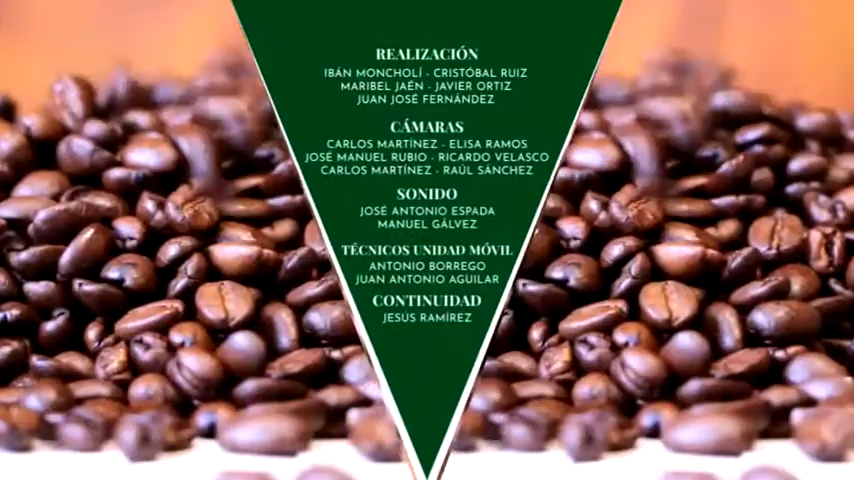 REALIZACIÓN
IBÁN MONCHOLÍ - CRISTÓBAL RUIZ
MARIBEL JAÉN - JAVIER ORTIZ
JUAN JOSÉ FERNÁNDEZ
CÁMARAS
CARLOS MARTÍNEZ - ELISA RAMOS
JOSÉ MANUEL RUBIO - RICARDO VELASCO
CARLOS MARTÍNEZ - RAÚL SÁNCHEZ
SONIDO
JOSÉ ANTONIO ESPADA
MANUEL GÁLVEZ
TÉCNICOS UNIDAD MÓVIL
ANTONIO BORREGO
JUAN ANTONIO AGUILAR
CONTINUIDAD
JESÚS RAMÍREZ